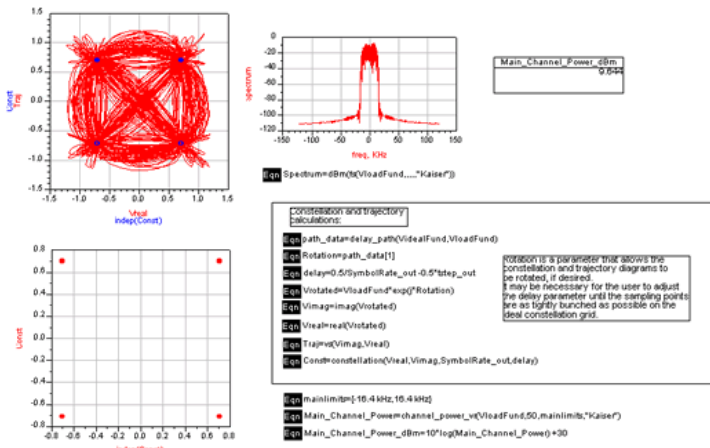 1.5
1.0
0.5
0.0
-0.5
-1.0
-1.5
-1.5 -1.0 -0.5 0.0 0.5 1.0 1.5
Const
Traj
Vreal
indep(Const)
0
-20
-40
-60
-80
-100
-120
-150 -100 -50 0 50 100 150
spectrum
freq, KHz
Main_Channel_Power_dBm
Eqn Spectrum=dBm(fs(VloadFund,,,,,"Kaiser"))
Constellation and trajectory
calculations:
Eqn path_data=delay_path(VidealFund,VloadFund)
Eqn Rotation=path_data[1]
Eqn delay=0.5/SymbolRate_out -0.5*tstep_out
Eqn Vrotated=VloadFund*exp(j*Rotation)
Eqn Vimag=imag(Vrotated)
Eqn Vreal=real(Vrotated)
Eqn Traj=vs(Vimag,Vreal)
Eqn Const=constellation(Vreal,Vimag,SymbolRate_out,delay)
Rotation is a parameter that allows the
constellation and trajectory diagrams to
be rotated, if desired.
It may be necessary for the user to adjust
the delay parameter until the sampling points
are as tightly bunched as possible on the
ideal constellation grid.
0.8
0.6
0.4
0.2
0.0
-0.2
-0.4
-0.6
-0.8
-0.8 -0.6 -0.4 -0.2 0.0 0.2 0.4 0.6 0.8
Const
Eqn mainlimits={-16.4 kHz,16.4 kHz}
Eqn Main_Channel_Power=channel_power_vr(VloadFund,50,mainlimits,"Kaiser")
Eqn Main_Channel_Power_dBm=10*log(Main_Channel_Power) +30